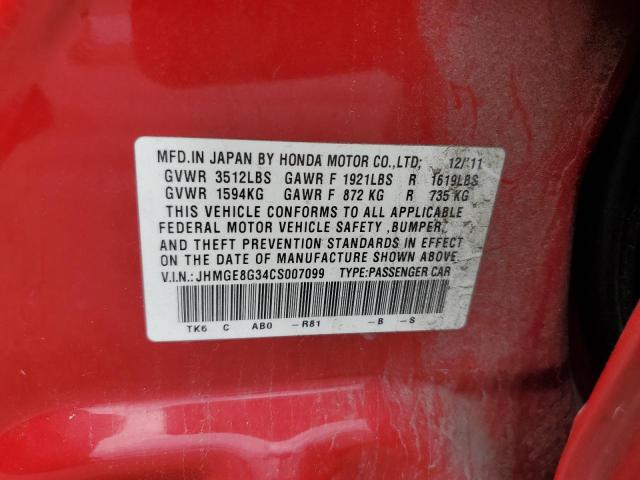 MFD.IN JAPAN BY HONDA MOTOR CO.,LTD; 12/'11
GVWR 3512LBS GAWR F 1921LBS R 1619LBS
GVWR 1594KG GAWR F 872 KG R 735 KG
THIS VEHICLE CONFORMS TO ALL APPLICABLE
FEDERAL MOTOR VEHICLE SAFETY ,BUMPER,
AND THEFT PREVENTION STANDARDS IN EFFECT
ON THE DATE OF MANUFACTURE SHOWN ABOVE.
V.I.N.:JHMGE8G34CS007099 TYPE:PASSENGER CAR
TK6 C AB0 -R81 -B -S